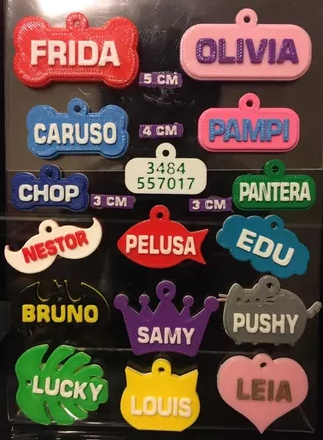 FRIDA
OLIVIA
5 CM
CARUSO
4 CM
PAMPI
3484
557017
CHOP
3 CM
3 CM
PANTERA
NESTOR
PELUSA
EDU
BRUNO
SAMY
PUSHY
LUCKY
LOUIS
LEIA